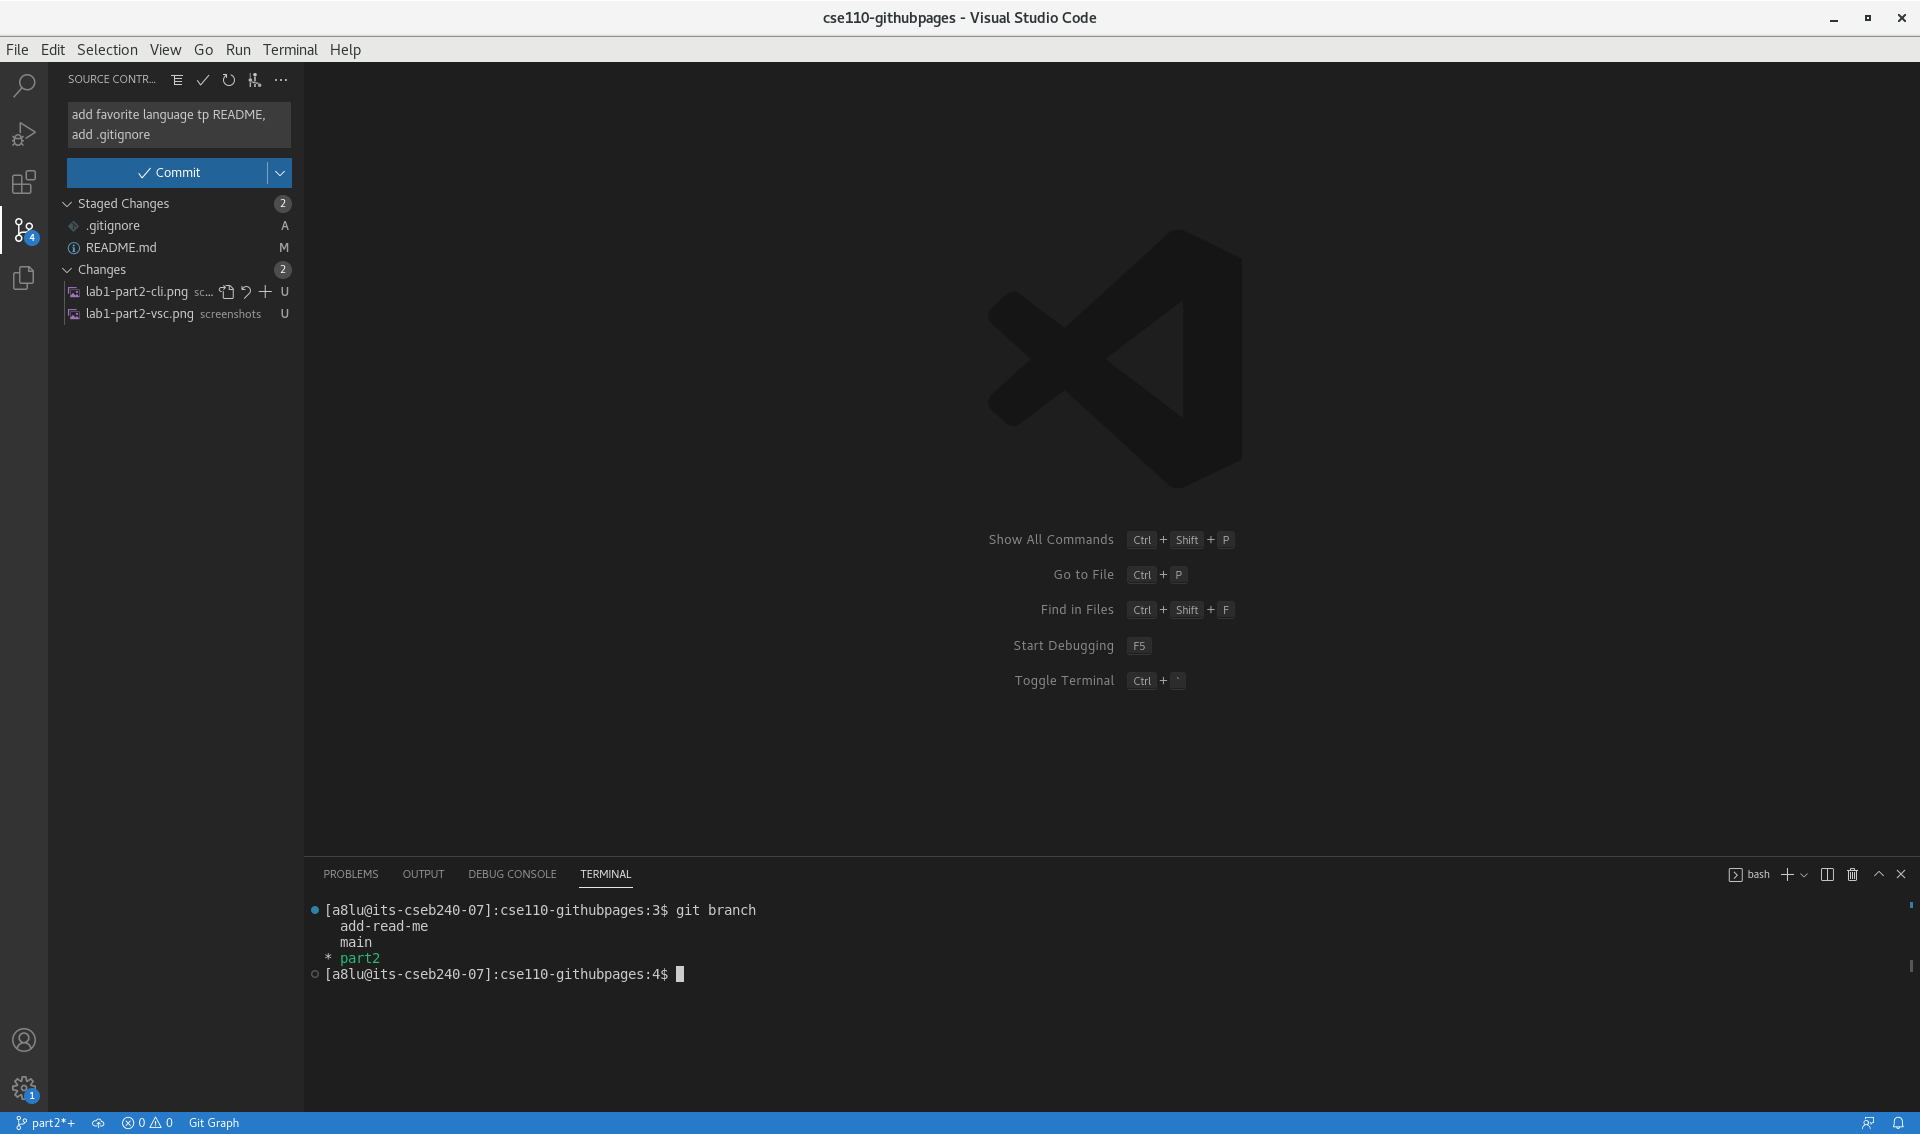 cse110-githubpages - Visual Studio Code
File Edit Selection View Go Run Terminal Help
SOURCE CONTR...
add favorite language tp README,
add .gitignore
Commit
Staged Changes 2
.gitignore A
README.md M
4
Changes 2
lab1-part2-cli.png sc... U
lab1-part2-vsc.png screenshots U
Show All Commands Ctrl + Shift + P
Go to File Ctrl + P
Find in Files Ctrl + Shift + F
Start Debugging F5
Toggle Terminal Ctrl + `
PROBLEMS OUTPUT DEBUG CONSOLE TERMINAL
bash
[a8lu@its-cseb240-07]:cse110-githubpages:3$ git branch
add-read-me
main
* part2
[a8lu@its-cseb240-07]:cse110-githubpages:4$
1
part2*+ 0 0 Git Graph